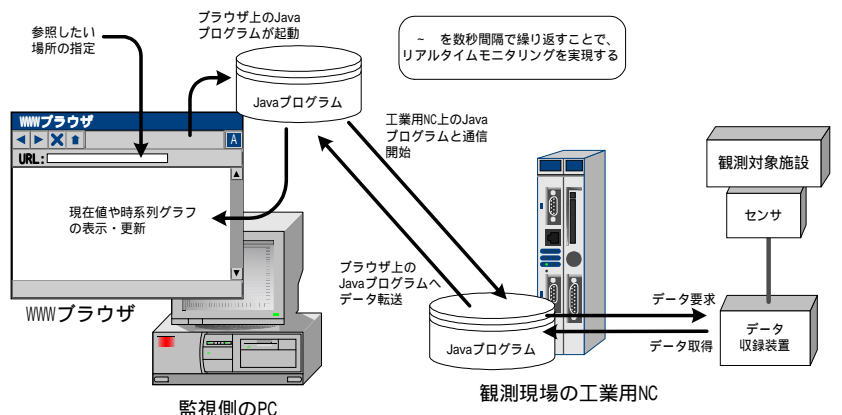 参照したい
場所の指定
ブラウザ上のJava
プログラムが起動
~ を数秒間隔で繰り返すことで、
リアルタイムモニタリングを実現する
Javaプログラム
工業用NC上のJava
プログラムと通信
開始
WWWブラウザ
A
URL:
現在値や時系列グラフ
の表示・更新
観測対象施設
センサ
ブラウザ上の
Javaプログラムへ
データ転送
WWWブラウザ
データ要求
Javaプログラム
データ取得
データ
収録装置
監視側のPC
観測現場の工業用NC